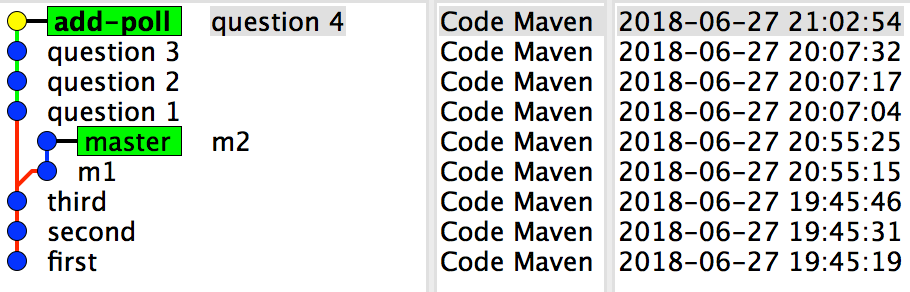 add-poll question 4 Code Maven 2018-06-27 21:02:54
question 3 Code Maven 2018-06-27 20:07:32
question 2 Code Maven 2018-06-27 20:07:17
question 1 Code Maven 2018-06-27 20:07:04
master m2 Code Maven 2018-06-27 20:55:25
m1 Code Maven 2018-06-27 20:55:15
third Code Maven 2018-06-27 19:45:46
second Code Maven 2018-06-27 19:45:31
first Code Maven 2018-06-27 19:45:19